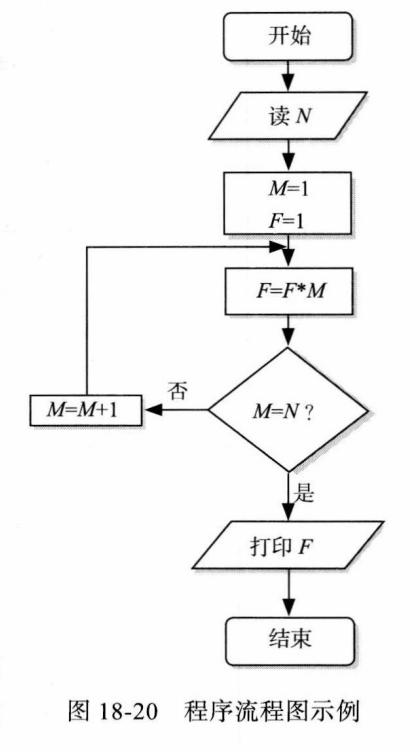 开始
读 N
M=1
F=1
F=F*M
M=N？
否
M=M+1
是
打印 F
结束
图 18-20 程序流程图示例